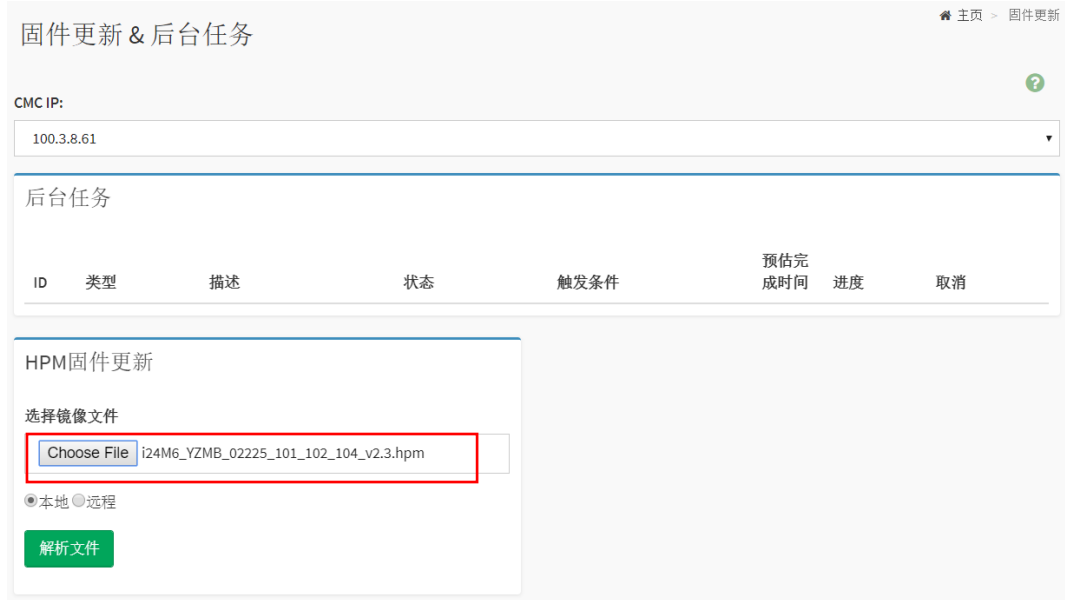 主页 > 固件更新
固件更新 & 后台任务
CMC IP:
100.3.8.61
后台任务
ID 类型 描述 状态 触发条件 预估完成时间 进度 取消
HPM固件更新
选择镜像文件
Choose File i24M6_YZMB_02225_101_102_104_v2.3.hpm
本地 远程
解析文件